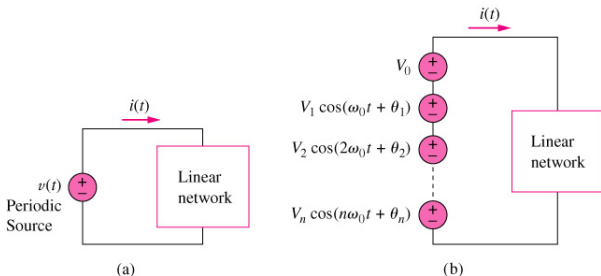 i(t)
v(t)
Periodic
Source
+
−
Linear
network
(a)
i(t)
V₀
+
−
V₁ cos(ω₀t + θ₁)
+
−
V₂ cos(2ω₀t + θ₂)
+
−
Vₙ cos(nω₀t + θₙ)
+
−
Linear
network
(b)